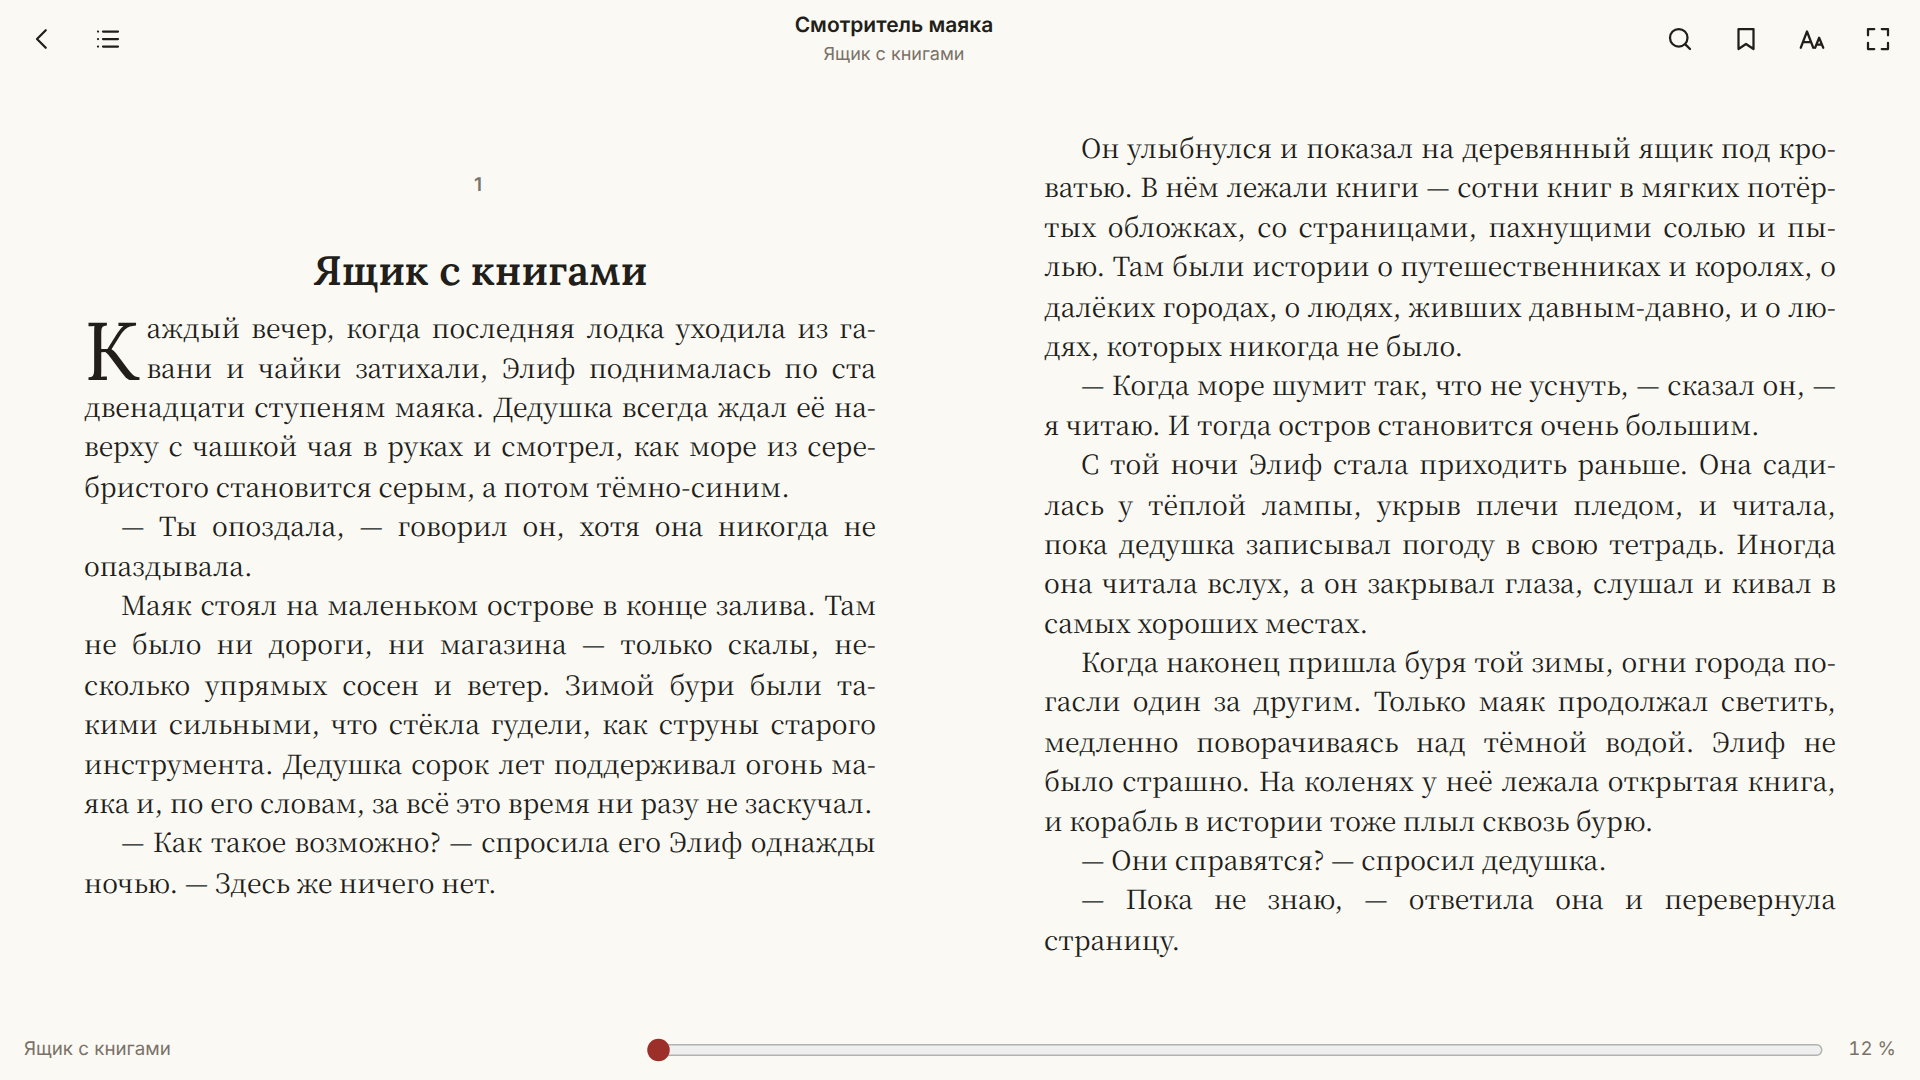 Смотритель маяка
Ящик с книгами
1
Ящик с книгами
Каждый вечер, когда последняя лодка уходила из га-
вани и чайки затихали, Элиф поднималась по ста
двенадцати ступеням маяка. Дедушка всегда ждал её на-
верху с чашкой чая в руках и смотрел, как море из сере-
бристого становится серым, а потом тёмно-синим.
— Ты опоздала, — говорил он, хотя она никогда не
опаздывала.
Маяк стоял на маленьком острове в конце залива. Там
не было ни дороги, ни магазина — только скалы, не-
сколько упрямых сосен и ветер. Зимой бури были та-
кими сильными, что стёкла гудели, как струны старого
инструмента. Дедушка сорок лет поддерживал огонь ма-
яка и, по его словам, за всё это время ни разу не заскучал.
— Как такое возможно? — спросила его Элиф однажды
ночью. — Здесь же ничего нет.
Он улыбнулся и показал на деревянный ящик под кро-
ватью. В нём лежали книги — сотни книг в мягких потёр-
тых обложках, со страницами, пахнущими солью и пы-
лью. Там были истории о путешественниках и королях, о
далёких городах, о людях, живших давным-давно, и о лю-
дях, которых никогда не было.
— Когда море шумит так, что не уснуть, — сказал он, —
я читаю. И тогда остров становится очень большим.
С той ночи Элиф стала приходить раньше. Она сади-
лась у тёплой лампы, укрыв плечи пледом, и читала,
пока дедушка записывал погоду в свою тетрадь. Иногда
она читала вслух, а он закрывал глаза, слушал и кивал в
самых хороших местах.
Когда наконец пришла буря той зимы, огни города по-
гасли один за другим. Только маяк продолжал светить,
медленно поворачиваясь над тёмной водой. Элиф не
было страшно. На коленях у неё лежала открытая книга,
и корабль в истории тоже плыл сквозь бурю.
— Они справятся? — спросил дедушка.
— Пока не знаю, — ответила она и перевернула
страницу.
Ящик с книгами
12 %